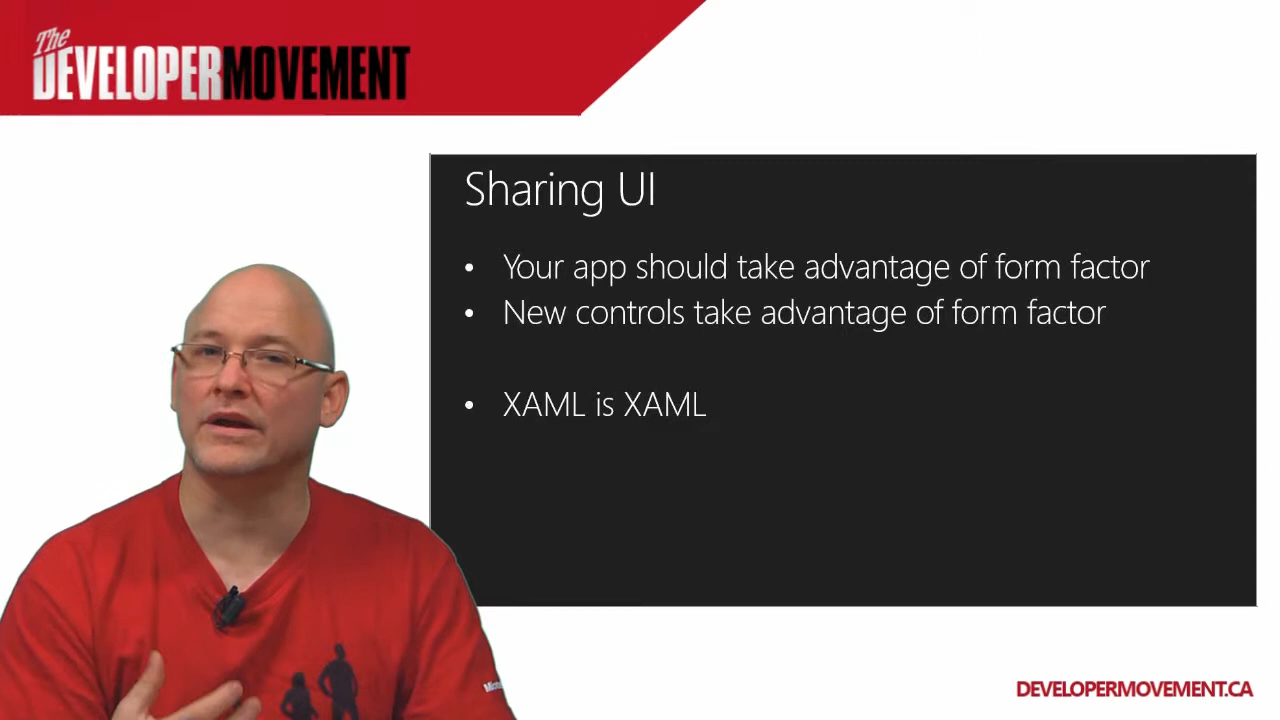 The
DEVELOPERMOVEMENT
Sharing UI
• Your app should take advantage of form factor
• New controls take advantage of form factor
• XAML is XAML
DEVELOPERMOVEMENT.CA